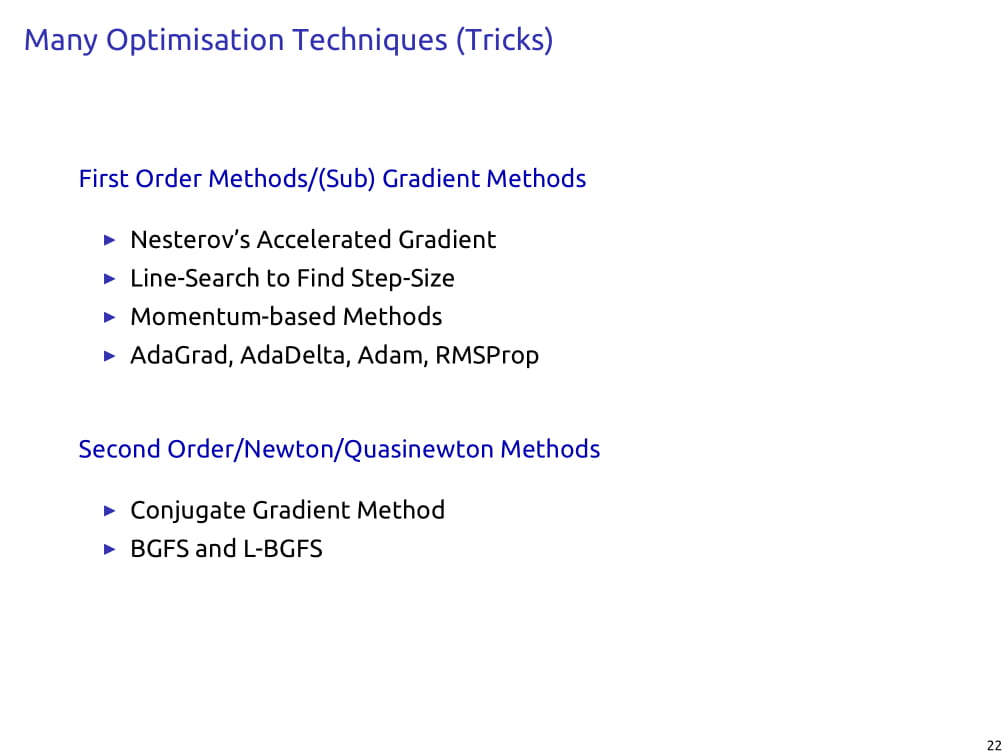 Many Optimisation Techniques (Tricks)
First Order Methods/(Sub) Gradient Methods
▶ Nesterov’s Accelerated Gradient
▶ Line-Search to Find Step-Size
▶ Momentum-based Methods
▶ AdaGrad, AdaDelta, Adam, RMSProp
Second Order/Newton/Quasinewton Methods
▶ Conjugate Gradient Method
▶ BGFS and L-BGFS
22